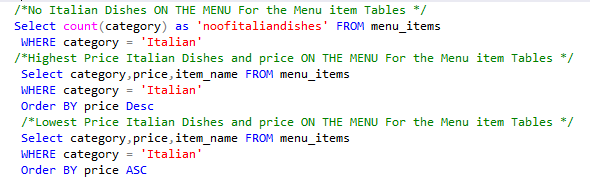 /*No Italian Dishes ON THE MENU For the Menu item Tables */
Select count(category) as 'noofitaliandishes' FROM menu_items
WHERE category = 'Italian'
/*Highest Price Italian Dishes and price ON THE MENU For the Menu item Tables */
Select category,price,item_name FROM menu_items
WHERE category = 'Italian'
Order BY price Desc
/*Lowest Price Italian Dishes and price ON THE MENU For the Menu item Tables */
Select category,price,item_name FROM menu_items
WHERE category = 'Italian'
Order BY price ASC